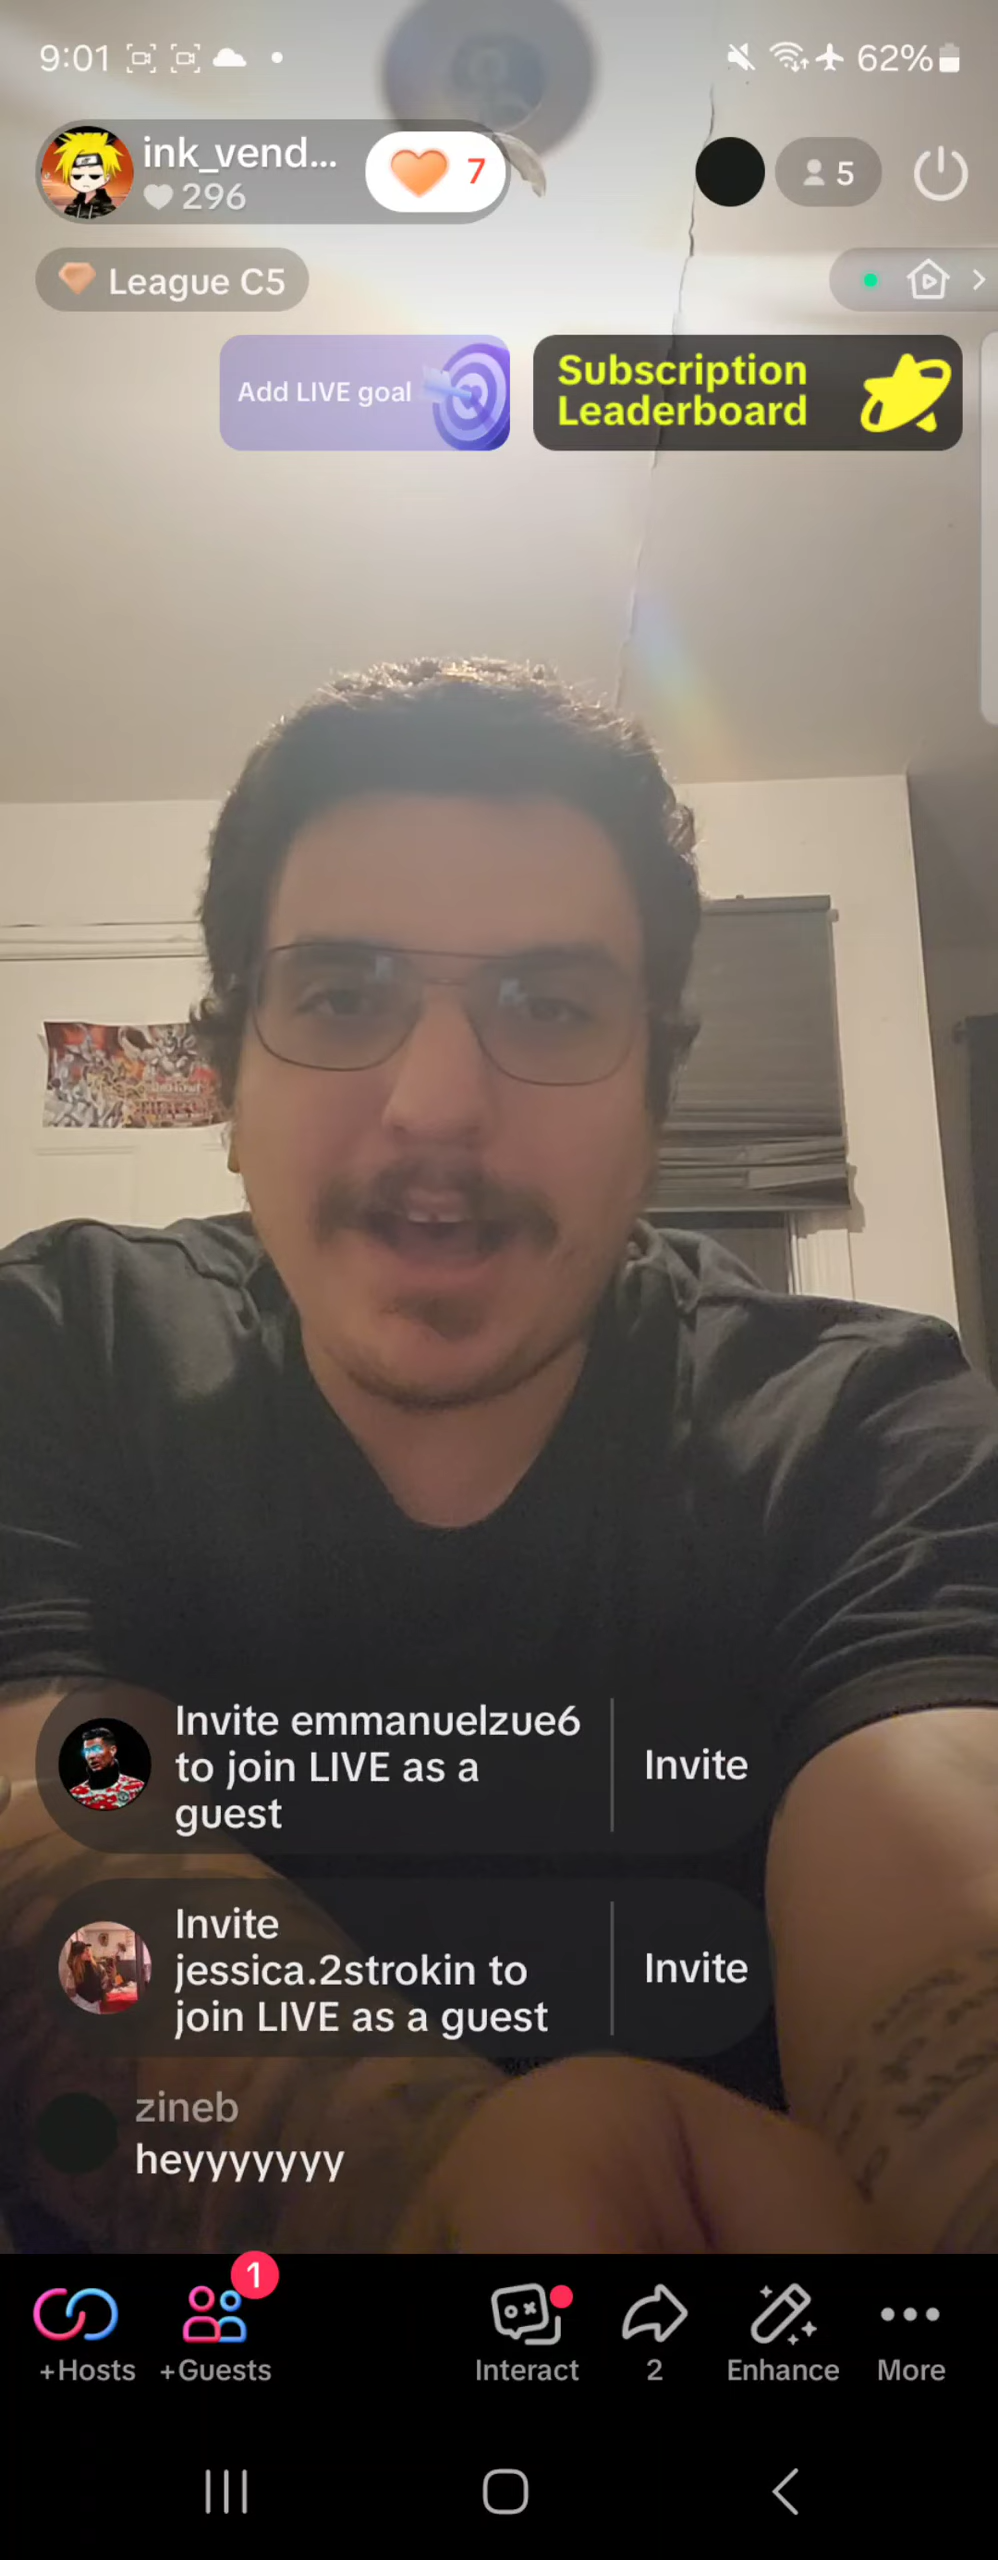 9:01
62%
ink_vend...
296
7
5
League C5
Add LIVE goal
Subscription
Leaderboard
Invite emmanuelzue6
to join LIVE as a
guest
Invite
Invite
jessica.2strokin to
join LIVE as a guest
Invite
zineb
heyyyyyyy
1
+Hosts
+Guests
Interact
2
Enhance
More